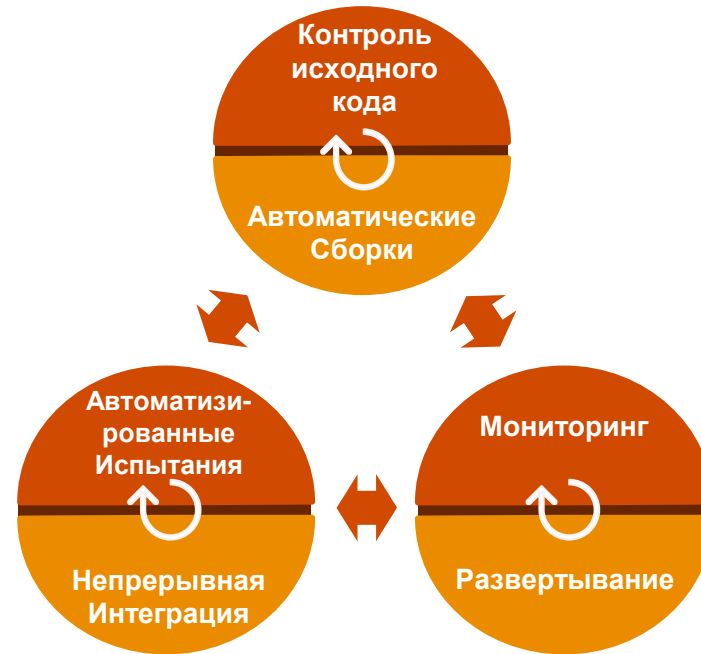 Контроль
исходного
кода
Автоматические
Сборки
Автоматизи-
рованные
Испытания
Непрерывная
Интеграция
Мониторинг
Развертывание